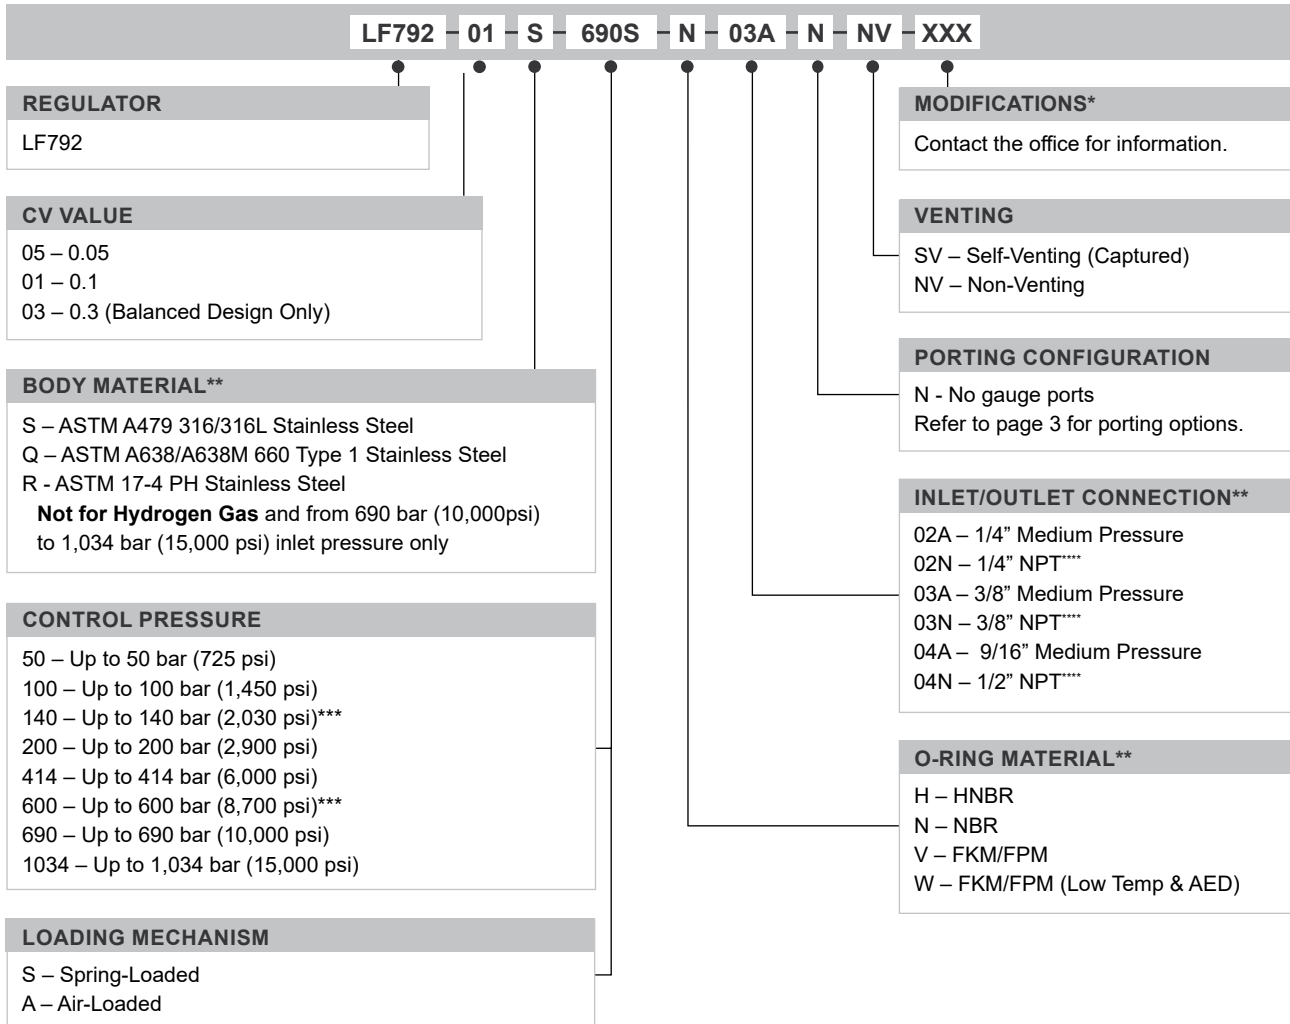 LF792 – 01 – S – 690S – N – 03A – N – NV – XXX
REGULATOR
LF792
CV VALUE
05 – 0.05
01 – 0.1
03 – 0.3 (Balanced Design Only)
BODY MATERIAL**
S – ASTM A479 316/316L Stainless Steel
Q – ASTM A638/A638M 660 Type 1 Stainless Steel
R - ASTM 17-4 PH Stainless Steel
Not for Hydrogen Gas and from 690 bar (10,000psi)
to 1,034 bar (15,000 psi) inlet pressure only
CONTROL PRESSURE
50 – Up to 50 bar (725 psi)
100 – Up to 100 bar (1,450 psi)
140 – Up to 140 bar (2,030 psi)***
200 – Up to 200 bar (2,900 psi)
414 – Up to 414 bar (6,000 psi)
600 – Up to 600 bar (8,700 psi)***
690 – Up to 690 bar (10,000 psi)
1034 – Up to 1,034 bar (15,000 psi)
LOADING MECHANISM
S – Spring-Loaded
A – Air-Loaded
MODIFICATIONS*
Contact the office for information.
VENTING
SV – Self-Venting (Captured)
NV – Non-Venting
PORTING CONFIGURATION
N - No gauge ports
Refer to page 3 for porting options.
INLET/OUTLET CONNECTION**
02A – 1/4” Medium Pressure
02N – 1/4” NPT****
03A – 3/8” Medium Pressure
03N – 3/8” NPT****
04A – 9/16” Medium Pressure
04N – 1/2” NPT****
O-RING MATERIAL**
H – HNBR
N – NBR
V – FKM/FPM
W – FKM/FPM (Low Temp & AED)